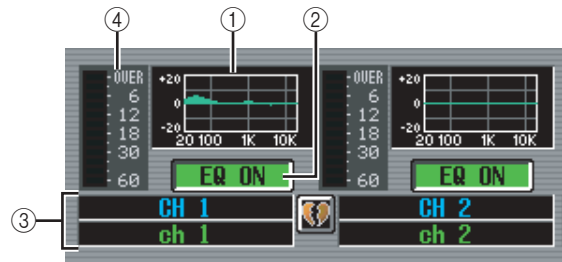 ④ ① ②
OVER +20 OVER +20
6 6
12 0 12 0
18 18
-20 -20
20 100 1K 10K 20 100 1K 10K
30 30
EQ ON EQ ON
60 60
③
CH 1 CH 2
ch 1 ch 2